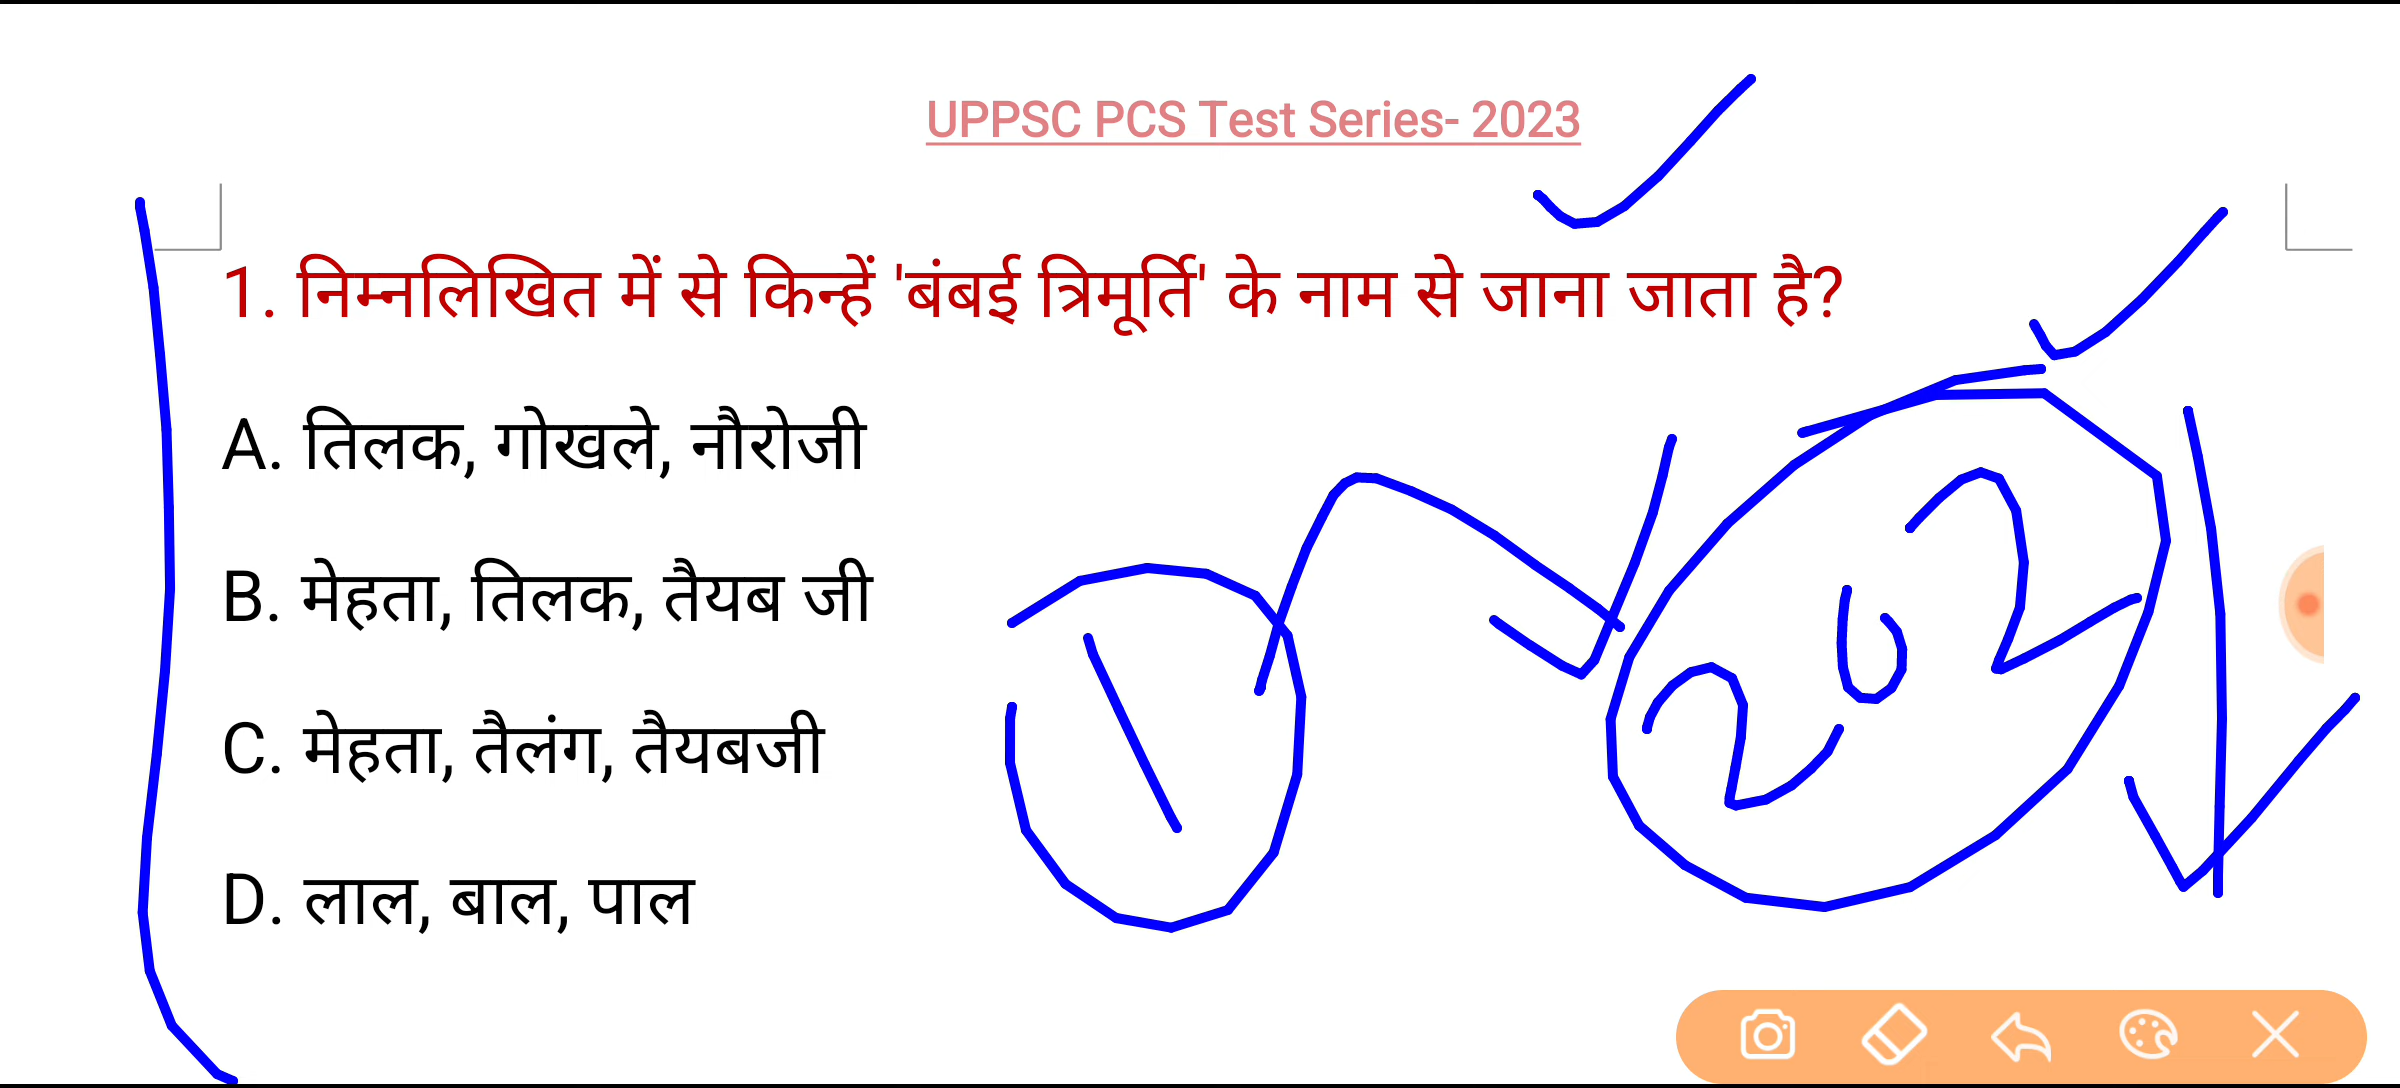 UPPSC PCS Test Series- 2023
1. निम्नलिखित में से किन्हें 'बंबई त्रिमूर्ति' के नाम से जाना जाता है?
A. तिलक, गोखले, नौरोजी
B. मेहता, तिलक, तैयब जी
C. मेहता, तैलंग, तैयबजी
D. लाल, बाल, पाल
202